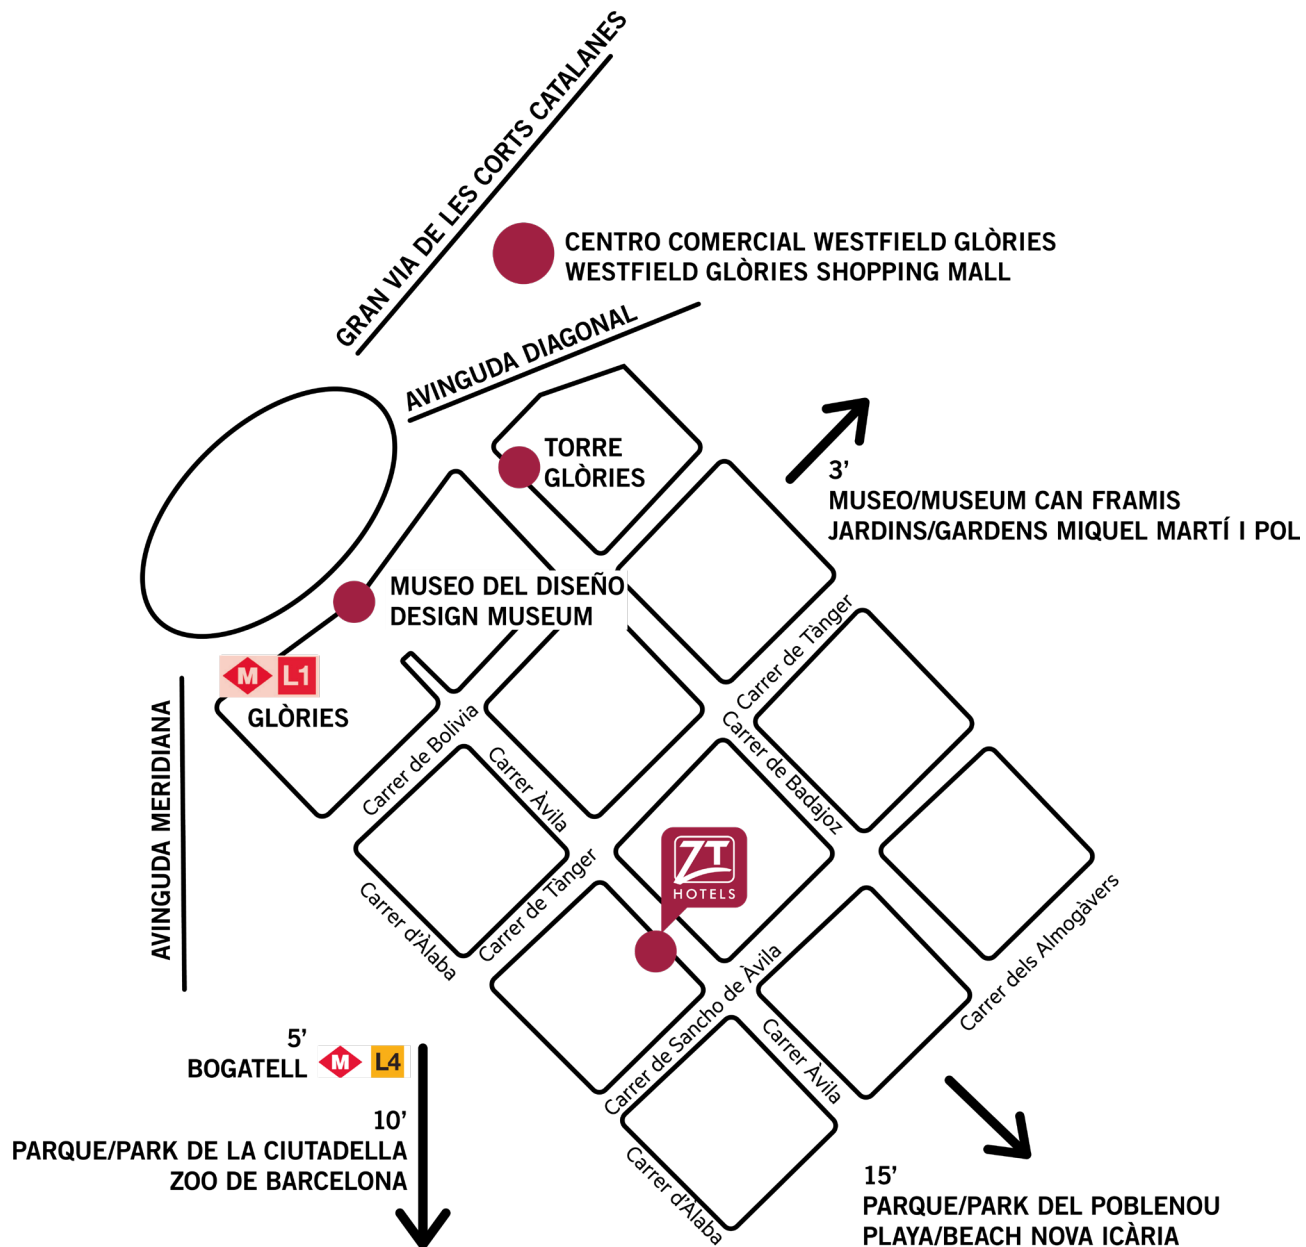 GRAN VIA DE LES CORTS CATALANES
CENTRO COMERCIAL WESTFIELD GLÒRIES
WESTFIELD GLÒRIES SHOPPING MALL
AVINGUDA DIAGONAL
TORRE
GLÒRIES
3’
MUSEO/MUSEUM CAN FRAMIS
JARDINS/GARDENS MIQUEL MARTÍ I POL
MUSEO DEL DISEÑO
DESIGN MUSEUM
M L1
GLÒRIES
AVINGUDA MERIDIANA
Carrer de Bolivia
Carrer Àvila
Carrer de Tànger
Carrer de Badajoz
Carrer d’Àlaba
Carrer de Tànger
ZT
HOTELS
Carrer de Sancho de Àvila
Carrer dels Almogàvers
Carrer Àvila
Carrer d’Àlaba
5’
BOGATELL M L4
10’
PARQUE/PARK DE LA CIUTADELLA
ZOO DE BARCELONA
15’
PARQUE/PARK DEL POBLENOU
PLAYA/BEACH NOVA ICÀRIA